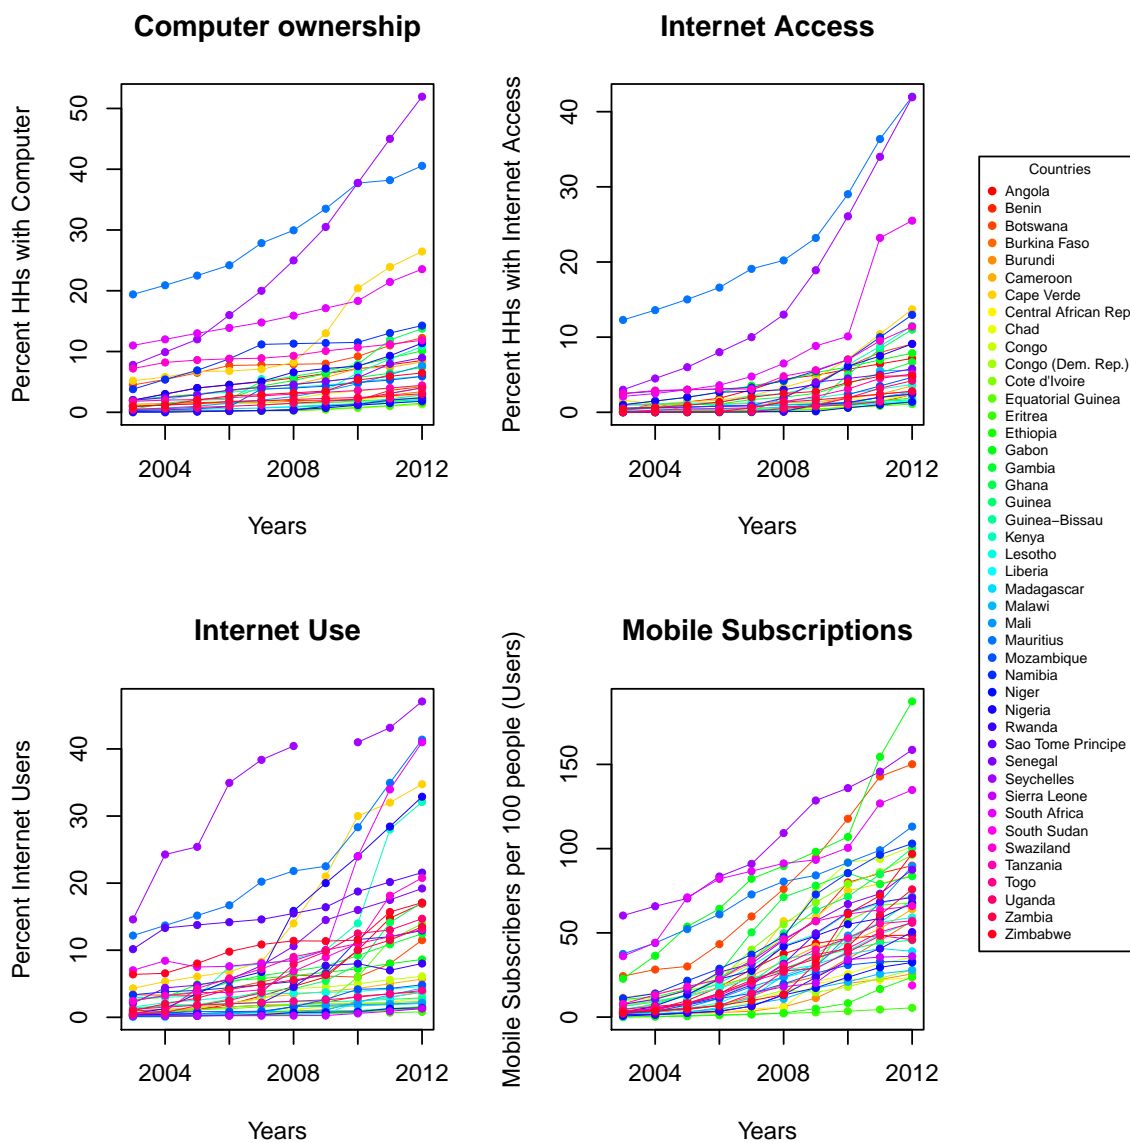 Computer ownership
Percent HHs with Computer
0
10
20
30
40
50
2004
2008
2012
Years
Internet Access
Percent HHs with Internet Access
0
10
20
30
40
2004
2008
2012
Years
Internet Use
Percent Internet Users
0
10
20
30
40
2004
2008
2012
Years
Mobile Subscriptions
Mobile Subscribers per 100 people (Users)
0
50
100
150
2004
2008
2012
Years
Countries
Angola
Benin
Botswana
Burkina Faso
Burundi
Cameroon
Cape Verde
Central African Rep
Chad
Congo
Congo (Dem. Rep.)
Cote d'Ivoire
Equatorial Guinea
Eritrea
Ethiopia
Gabon
Gambia
Ghana
Guinea
Guinea−Bissau
Kenya
Lesotho
Liberia
Madagascar
Malawi
Mali
Mauritius
Mozambique
Namibia
Niger
Nigeria
Rwanda
Sao Tome Principe
Senegal
Seychelles
Sierra Leone
South Africa
South Sudan
Swaziland
Tanzania
Togo
Uganda
Zambia
Zimbabwe